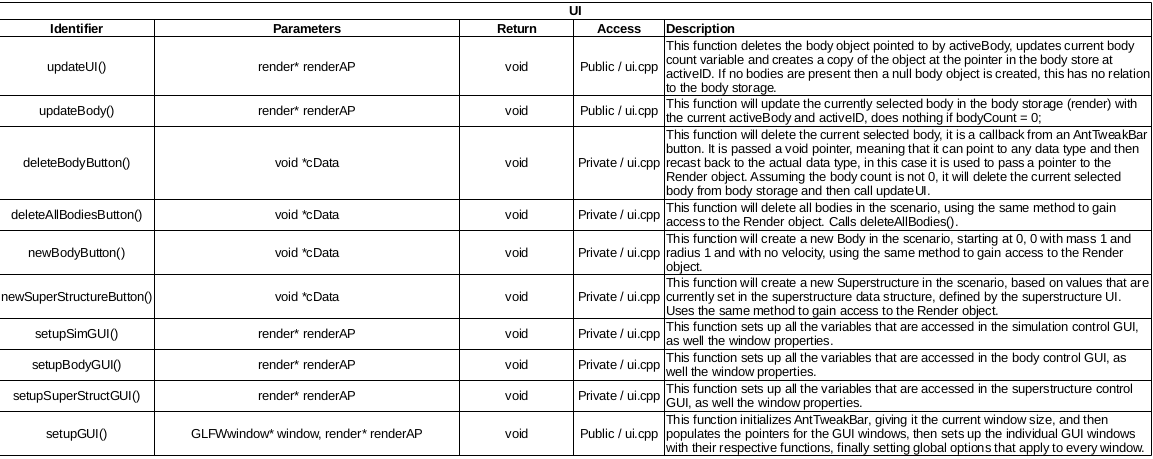 UI
Identifier Parameters Return Access Description
updateUI() render* renderAP void Public / ui.cpp This function deletes the body object pointed to by activeBody, updates current body
count variable and creates a copy of the object at the pointer in the body store at
activeID. If no bodies are present then a null body object is created, this has no relation
to the body storage.
updateBody() render* renderAP void Public / ui.cpp This function will update the currently selected body in the body storage (render) with
the current activeBody and activeID, does nothing if bodyCount = 0;
deleteBodyButton() void *cData void Private / ui.cpp This function will delete the current selected body, it is a callback from an AntTweakBar
button. It is passed a void pointer, meaning that it can point to any data type and then
recast back to the actual data type, in this case it is used to pass a pointer to the
Render object. Assuming the body count is not 0, it will delete the current selected
body from body storage and then call updateUI.
deleteAllBodiesButton() void *cData void Private / ui.cpp This function will delete all bodies in the scenario, using the same method to gain
access to the Render object. Calls deleteAllBodies().
newBodyButton() void *cData void Private / ui.cpp This function will create a new Body in the scenario, starting at 0, 0 with mass 1 and
radius 1 and with no velocity, using the same method to gain access to the Render
object.
newSuperStructureButton() void *cData void Private / ui.cpp This function will create a new Superstructure in the scenario, based on values that are
currently set in the superstructure data structure, defined by the superstructure UI.
Uses the same method to gain access to the Render object.
setupSimGUI() render* renderAP void Private / ui.cpp This function sets up all the variables that are accessed in the simulation control GUI,
as well the window properties.
setupBodyGUI() render* renderAP void Private / ui.cpp This function sets up all the variables that are accessed in the body control GUI, as
well the window properties.
setupSuperStructGUI() render* renderAP void Private / ui.cpp This function sets up all the variables that are accessed in the superstructure control
GUI, as well the window properties.
setupGUI() GLFWwindow* window, render* renderAP void Public / ui.cpp This function initializes AntTweakBar, giving it the current window size, and then
populates the pointers for the GUI windows, then sets up the individual GUI windows
with their respective functions, finally setting global options that apply to every window.